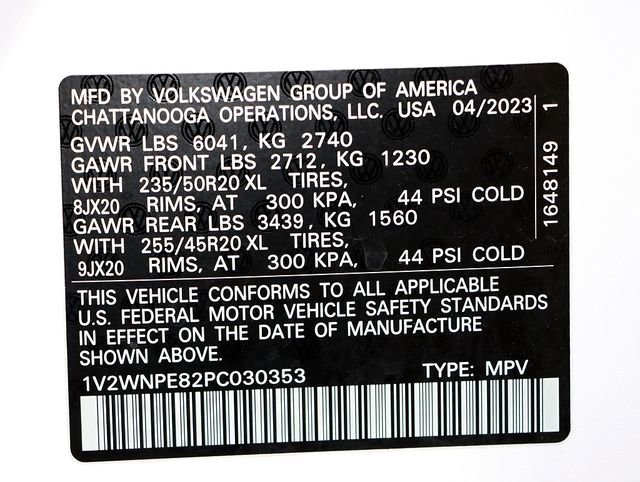 MFD BY VOLKSWAGEN GROUP OF AMERICA
CHATTANOOGA OPERATIONS, LLC. USA 04/2023
GVWR LBS 6041, KG 2740
GAWR FRONT LBS 2712, KG 1230
WITH 235/50R20 XL TIRES,
8JX20 RIMS, AT 300 KPA, 44 PSI COLD
GAWR REAR LBS 3439, KG 1560
WITH 255/45R20 XL TIRES,
9JX20 RIMS, AT 300 KPA, 44 PSI COLD
1648149 1
THIS VEHICLE CONFORMS TO ALL APPLICABLE
U.S. FEDERAL MOTOR VEHICLE SAFETY STANDARDS
IN EFFECT ON THE DATE OF MANUFACTURE
SHOWN ABOVE.
1V2WNPE82PC030353 TYPE: MPV